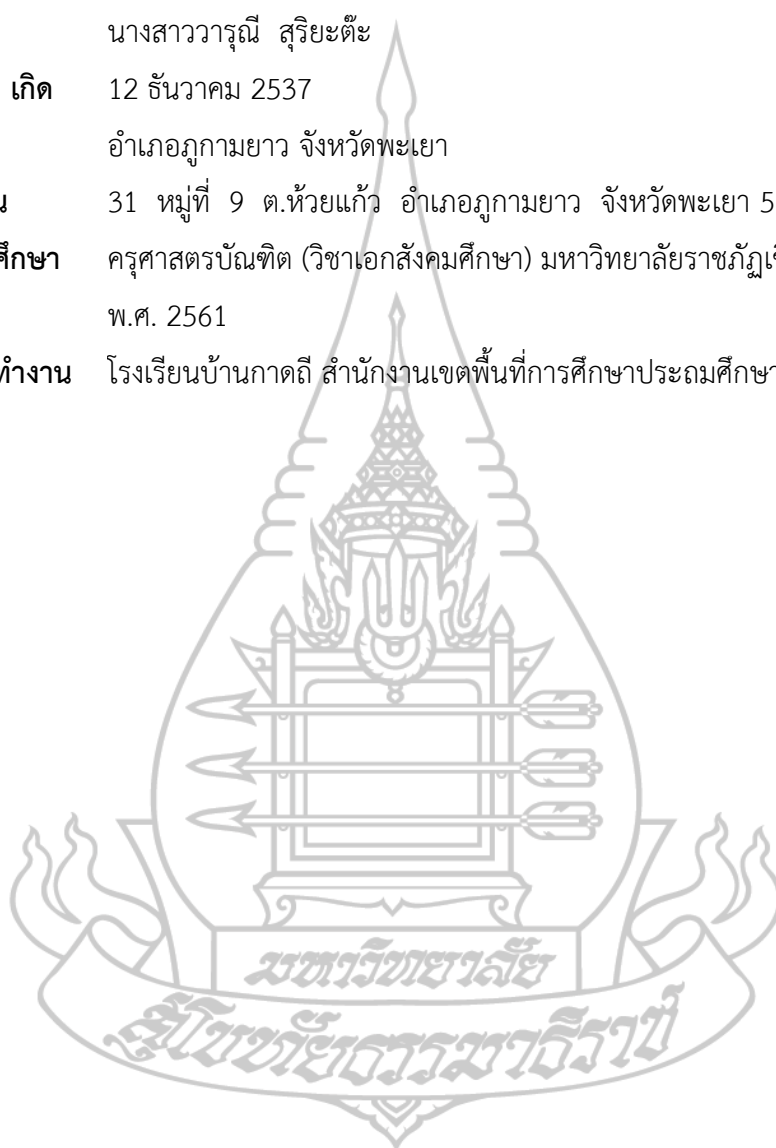 นางสาววารุณี สุริยะต๊ะ
เกิด 12 ธันวาคม 2537
อำเภอภูกามยาว จังหวัดพะเยา
น 31 หมู่ที่ 9 ต.ห้วยแก้ว อำเภอภูกามยาว จังหวัดพะเยา 5
ศึกษา ครุศาสตรบัณฑิต (วิชาเอกสังคมศึกษา) มหาวิทยาลัยราชภัฏเชี
พ.ศ. 2561
ทำงาน โรงเรียนบ้านกาดถี สำนักงานเขตพื้นที่การศึกษาประถมศึกษา
มหาวิทยาลัย
สุโขทัยธรรมาธิราช